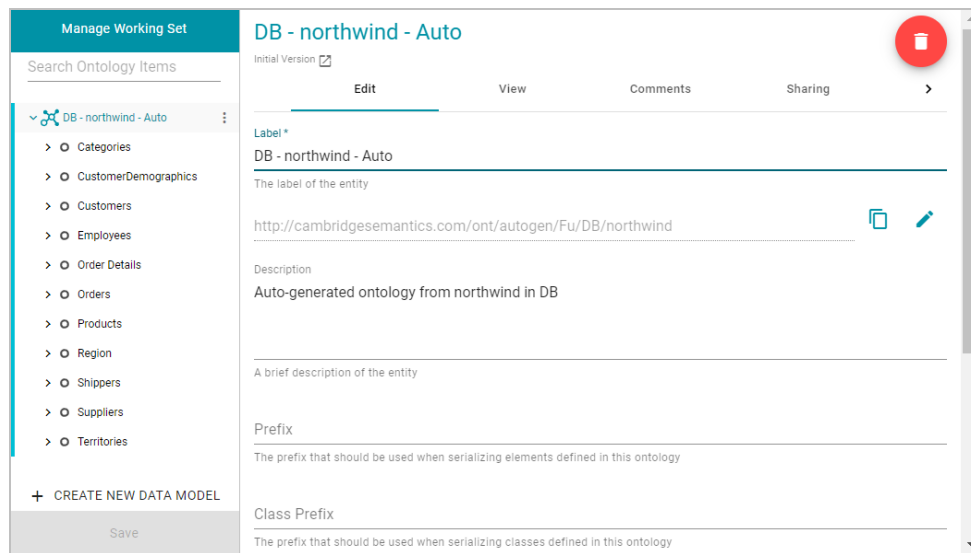 Manage Working Set
Search Ontology Items
DB - northwind - Auto
Categories
CustomerDemographics
Customers
Employees
Order Details
Orders
Products
Region
Shippers
Suppliers
Territories
+ CREATE NEW DATA MODEL
Save
DB - northwind - Auto
Initial Version
Edit View Comments Sharing
Label *
DB - northwind - Auto
The label of the entity
http://cambridgesemantics.com/ont/autogen/Fu/DB/northwind
Description
Auto-generated ontology from northwind in DB
A brief description of the entity
Prefix
The prefix that should be used when serializing elements defined in this ontology
Class Prefix
The prefix that should be used when serializing classes defined in this ontology